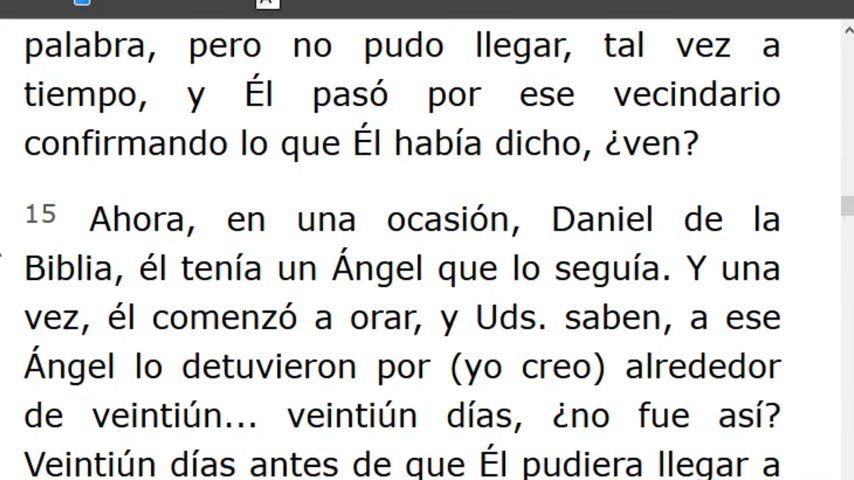 palabra, pero no pudo llegar, tal vez a
tiempo, y Él pasó por ese vecindario
confirmando lo que Él había dicho, ¿ven?
15 Ahora, en una ocasión, Daniel de la
Biblia, él tenía un Ángel que lo seguía. Y una
vez, él comenzó a orar, y Uds. saben, a ese
Ángel lo detuvieron por (yo creo) alrededor
de veintiún... veintiún días, ¿no fue así?
Veintiún días antes de que Él pudiera llegar a